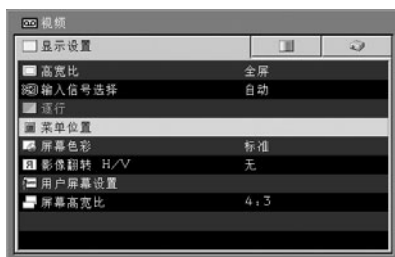 视频
显示设置
高宽比 全屏
输入信号选择 自动
逐行
菜单位置
屏幕色彩 标准
影像翻转 H/V 无
用户屏幕设置
屏幕高宽比 4:3